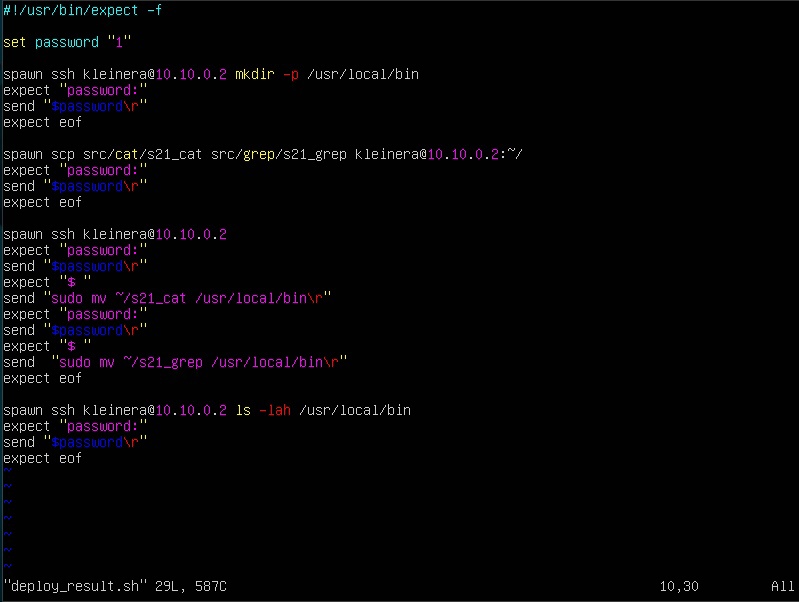 #!/usr/bin/expect -f

set password "1"

spawn ssh kleinera@10.10.0.2 mkdir -p /usr/local/bin
expect "password:"
send "$password\r"
expect eof

spawn scp src/cat/s21_cat src/grep/s21_grep kleinera@10.10.0.2:~/
expect "password:"
send "$password\r"
expect eof

spawn ssh kleinera@10.10.0.2
expect "password:"
send "$password\r"
expect "$ "
send "sudo mv ~/s21_cat /usr/local/bin\r"
expect "password:"
send "$password\r"
expect "$ "
send  "sudo mv ~/s21_grep /usr/local/bin\r"
expect eof

spawn ssh kleinera@10.10.0.2 ls -lah /usr/local/bin
expect "password:"
send "$password\r"
expect eof
~
~
~
~
~
~
~
"deploy_result.sh" 29L, 587C 10,30 All